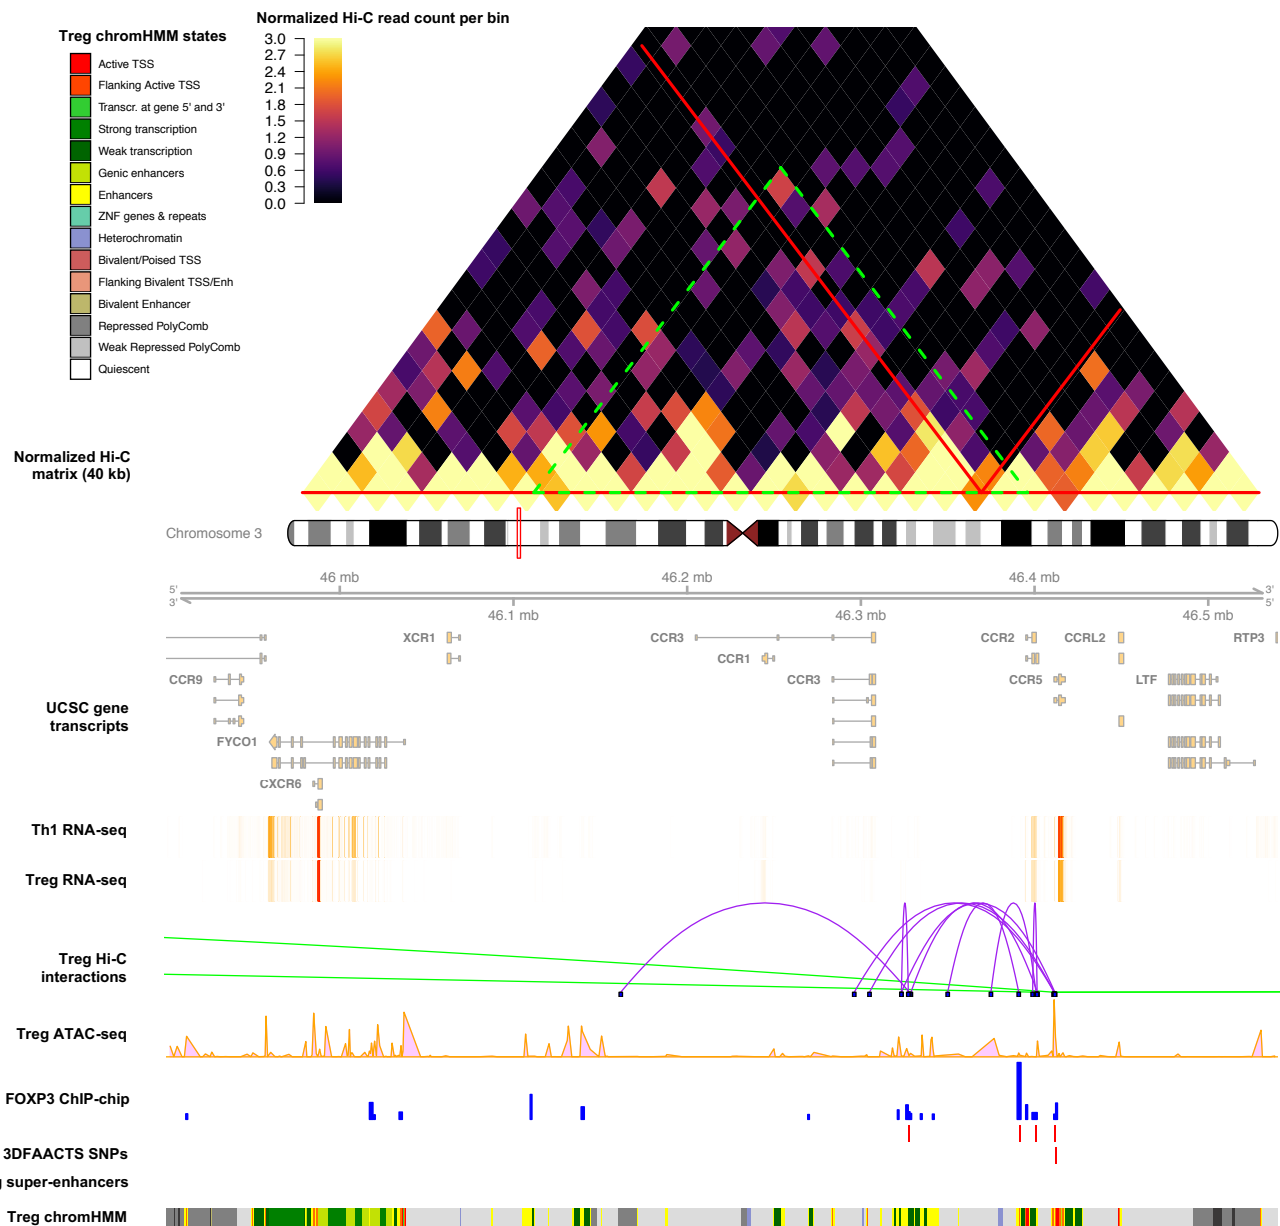 Normalized Hi-C read count per bin
Treg chromHMM states
Active TSS
Flanking Active TSS
Transcr. at gene 5' and 3'
Strong transcription
Weak transcription
Genic enhancers
Enhancers
ZNF genes & repeats
Heterochromatin
Bivalent/Poised TSS
Flanking Bivalent TSS/Enh
Bivalent Enhancer
Repressed PolyComb
Weak Repressed PolyComb
Quiescent
3.0
2.7
2.4
2.1
1.8
1.5
1.2
0.9
0.6
0.3
0.0
Normalized Hi-C
matrix (40 kb)
Chromosome 3
46 mb
46.2 mb
46.4 mb
5'
3'
3'
5'
46.1 mb
46.3 mb
46.5 mb
XCR1
CCR3
CCR2
CCRL2
RTP3
CCR1
CCR9
CCR3
CCR5
LTF
UCSC gene
transcripts
FYCO1
CXCR6
Th1 RNA-seq
Treg RNA-seq
Treg Hi-C
interactions
Treg ATAC-seq
FOXP3 ChIP-chip
3DFAACTS SNPs
super-enhancers
Treg chromHMM